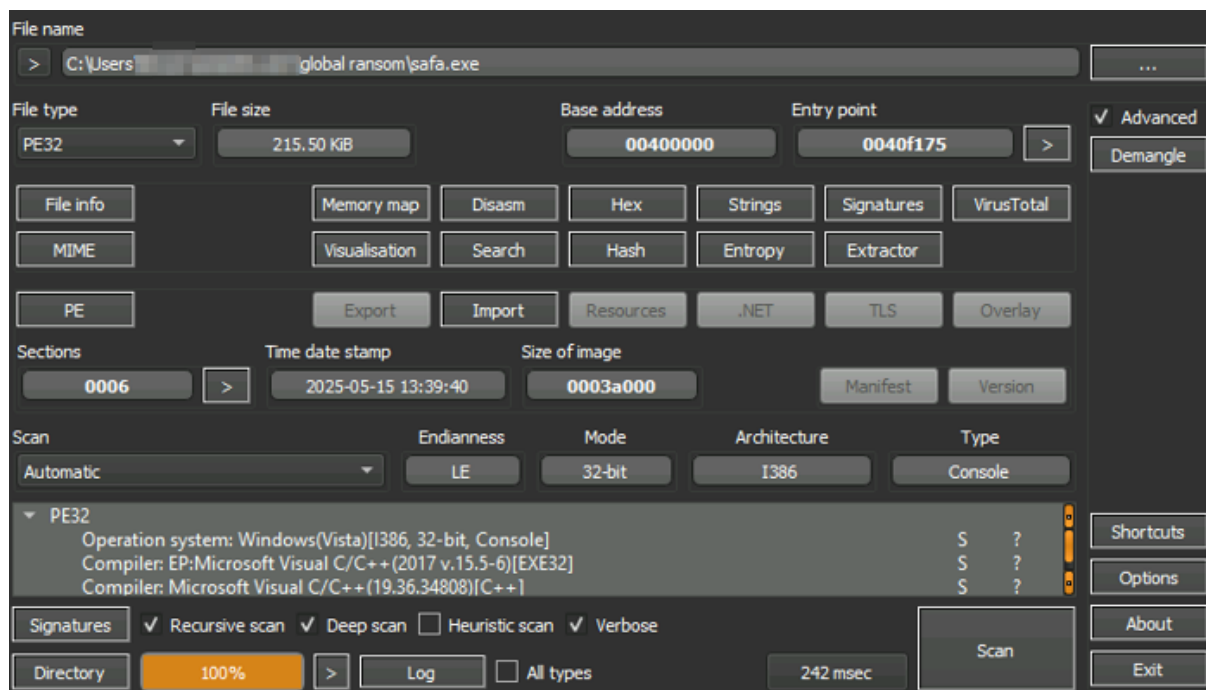 File name
> C:\Users global ransom\safa.exe ...
File type File size Base address Entry point Advanced
PE32 215.50 KiB 00400000 0040f175 > Demangle
File info Memory map Disasm Hex Strings Signatures VirusTotal
MIME Visualisation Search Hash Entropy Extractor
PE Export Import Resources .NET TLS Overlay
Sections Time date stamp Size of image
0006 > 2025-05-15 13:39:40 0003a000 Manifest Version
Scan Endianness Mode Architecture Type
Automatic LE 32-bit I386 Console
PE32
Operation system: Windows(Vista)[I386, 32-bit, Console] S ?
Compiler: EP:Microsoft Visual C/C++(2017 v.15.5-6)[EXE32] S ?
Compiler: Microsoft Visual C/C++(19.36.34808)[C++] S ?
Shortcuts
Options
Signatures Recursive scan Deep scan Heuristic scan Verbose Scan About
Directory 100% > Log All types 242 msec Exit